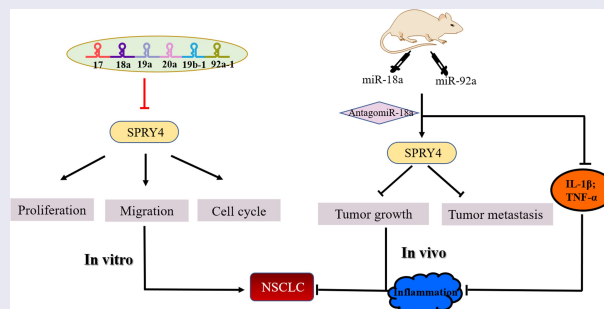 17 18a 19a 20a 19b-1 92a-1
SPRY4
Proliferation
Migration
Cell cycle
In vitro
NSCLC
miR-18a
miR-92a
AntagomiR-18a
SPRY4
Tumor growth
Tumor metastasis
In vivo
IL-1β;
TNF-α
Inflammation